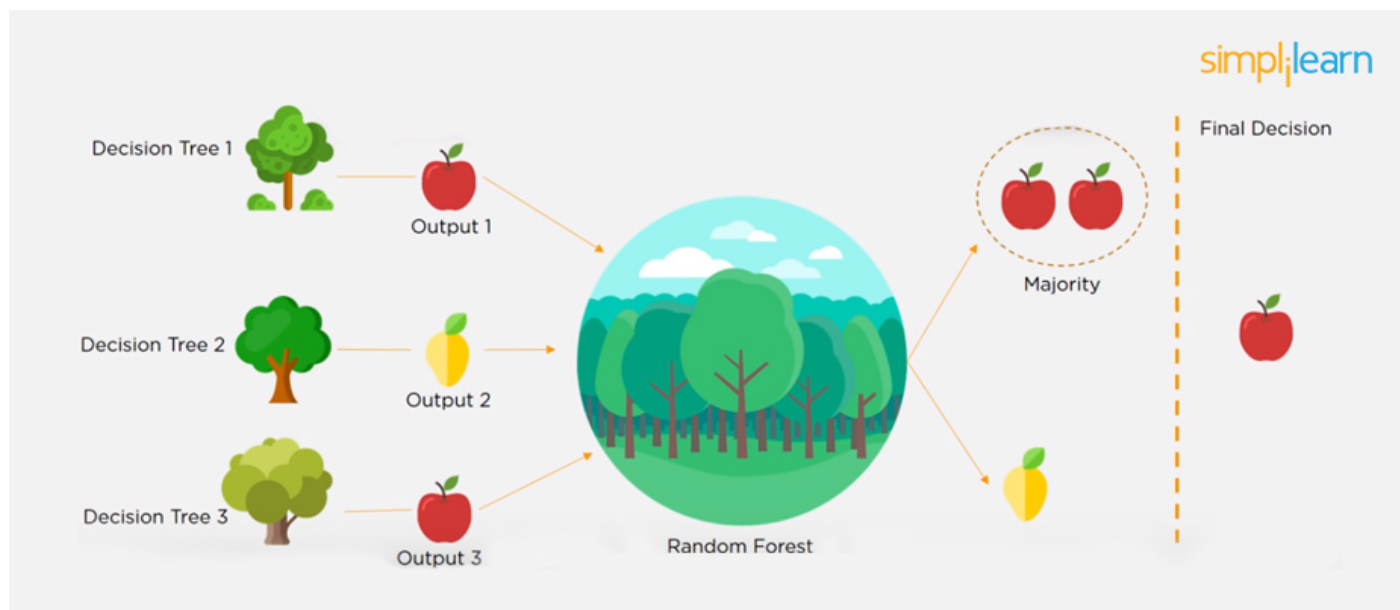 simplilearn
Final Decision
Decision Tree 1
Output 1
Majority
Decision Tree 2
Output 2
Decision Tree 3
Output 3
Random Forest